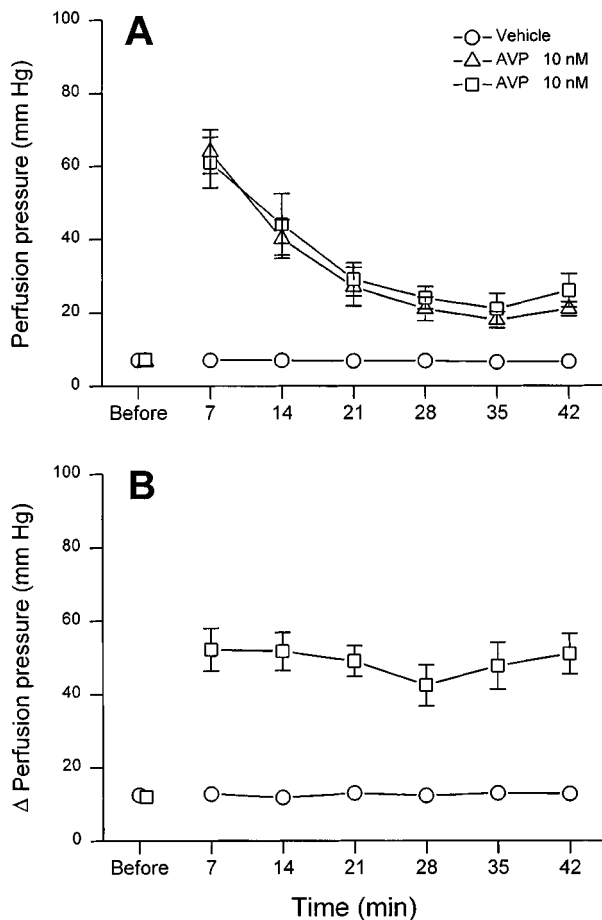 A
Vehicle
AVP 10 nM
AVP 10 nM
Perfusion pressure (mm Hg)
100
80
60
40
20
0
Before 7 14 21 28 35 42
B
Δ Perfusion pressure (mm Hg)
100
80
60
40
20
0
Before 7 14 21 28 35 42
Time (min)